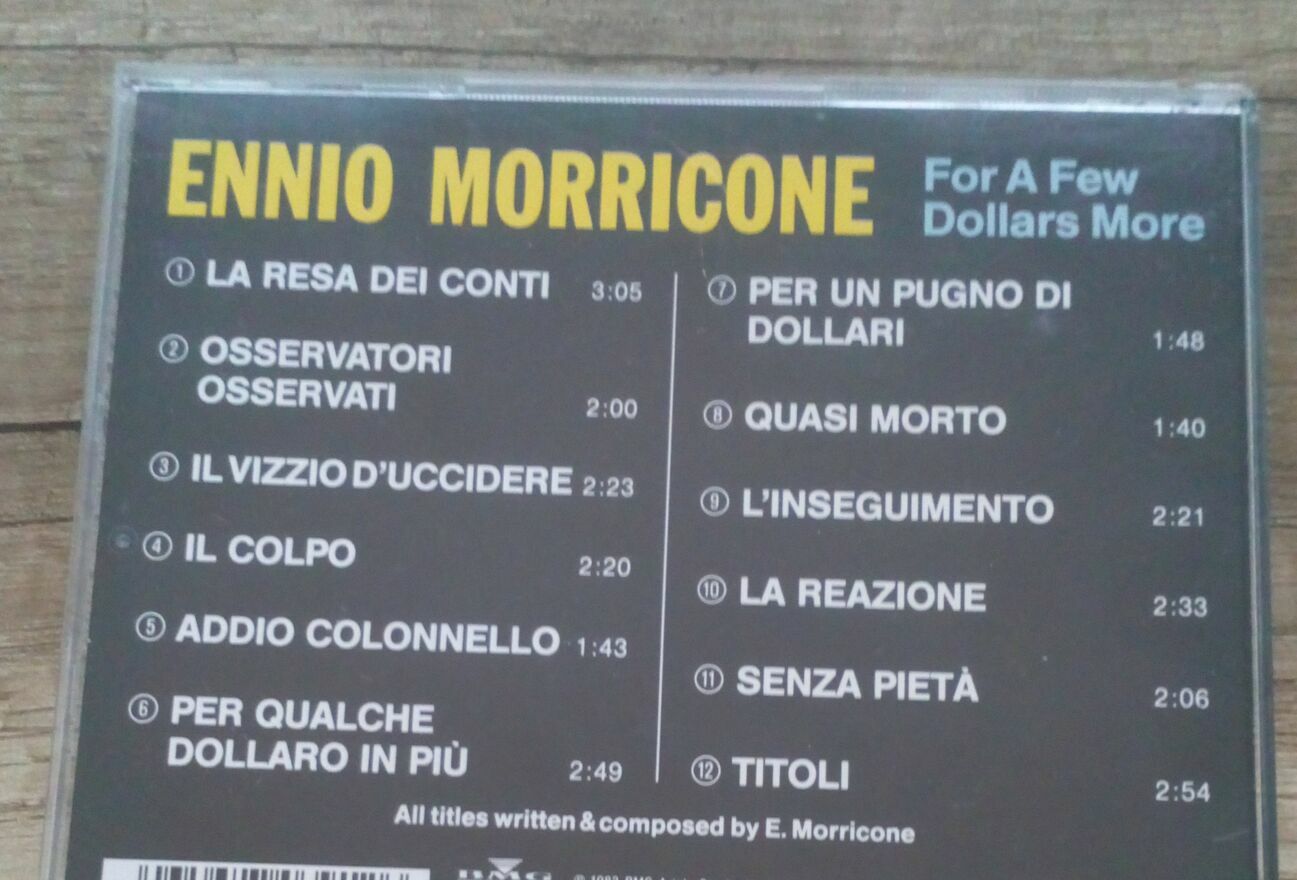 ENNIO MORRICONE
For A Few
Dollars More
1 LA RESA DEI CONTI 3:05
2 OSSERVATORI
OSSERVATI 2:00
3 IL VIZZIO D'UCCIDERE 2:23
4 IL COLPO 2:20
5 ADDIO COLONNELLO 1:43
6 PER QUALCHE
DOLLARO IN PIÙ 2:49
7 PER UN PUGNO DI
DOLLARI 1:48
8 QUASI MORTO 1:40
9 L'INSEGUIMENTO 2:21
10 LA REAZIONE 2:33
11 SENZA PIETÀ 2:06
12 TITOLI 2:54
All titles written & composed by E. Morricone
BMG